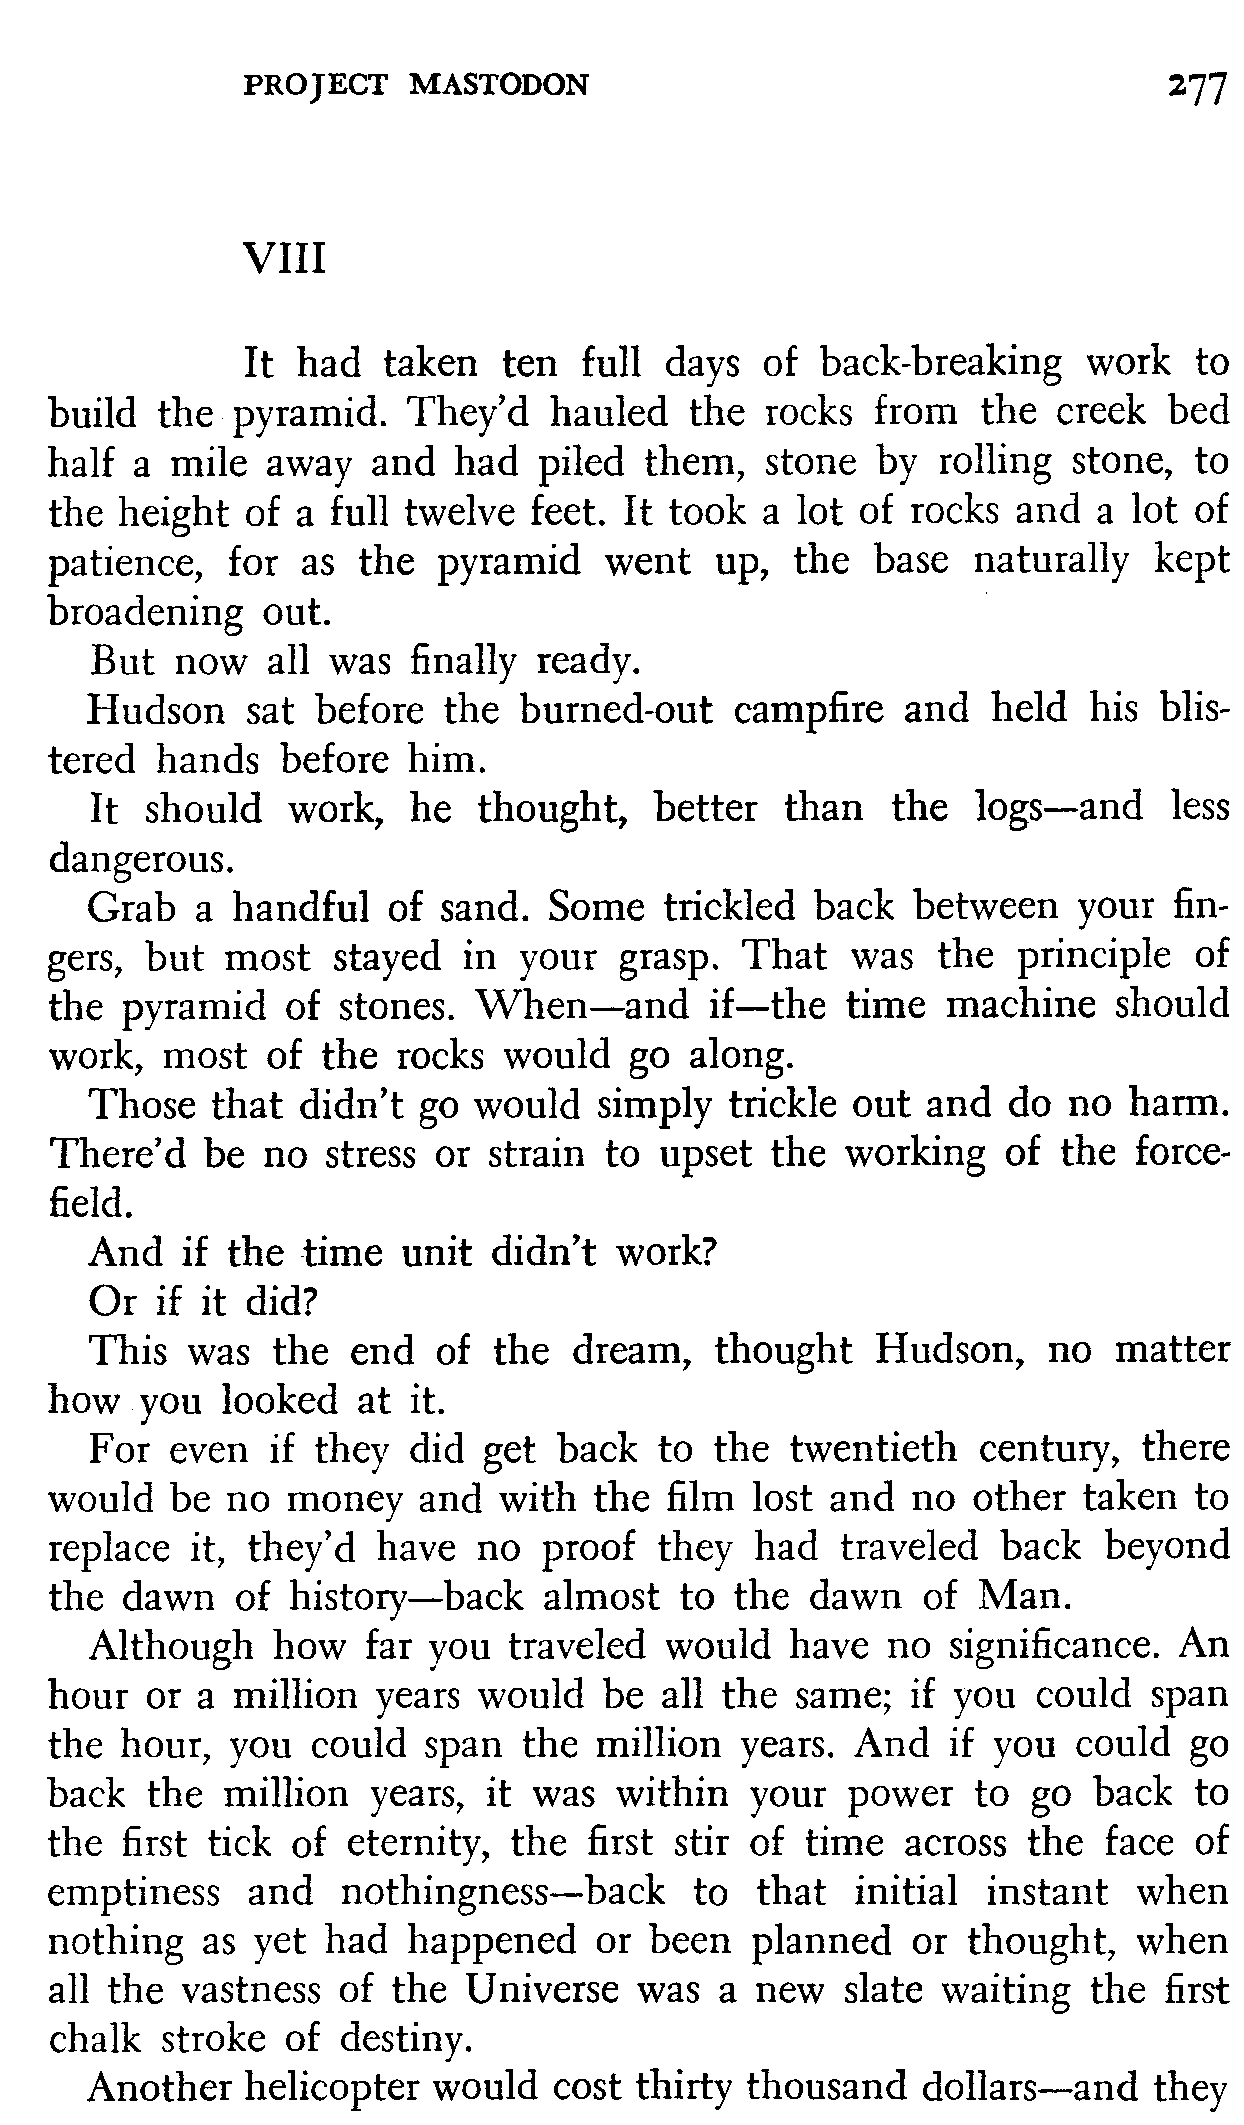 PROJECT MASTODON 277
VIII
It had taken ten full days of back-breaking work to
build the pyramid. They'd hauled the rocks from the creek bed
half a mile away and had piled them, stone by rolling stone, to
the height of a full twelve feet. It took a lot of rocks and a lot of
patience, for as the pyramid went up, the base naturally kept
broadening out.
But now all was finally ready.
Hudson sat before the burned-out campfire and held his blis-
tered hands before him.
It should work, he thought, better than the logs—and less
dangerous.
Grab a handful of sand. Some trickled back between your fin-
gers, but most stayed in your grasp. That was the principle of
the pyramid of stones. When—and if—the time machine should
work, most of the rocks would go along.
Those that didn't go would simply trickle out and do no harm.
There'd be no stress or strain to upset the working of the force-
field.
And if the time unit didn't work?
Or if it did?
This was the end of the dream, thought Hudson, no matter
how you looked at it.
For even if they did get back to the twentieth century, there
would be no money and with the film lost and no other taken to
replace it, they'd have no proof they had traveled back beyond
the dawn of history—back almost to the dawn of Man.
Although how far you traveled would have no significance. An
hour or a million years would be all the same; if you could span
the hour, you could span the million years. And if you could go
back the million years, it was within your power to go back to
the first tick of eternity, the first stir of time across the face of
emptiness and nothingness—back to that initial instant when
nothing as yet had happened or been planned or thought, when
all the vastness of the Universe was a new slate waiting the first
chalk stroke of destiny.
Another helicopter would cost thirty thousand dollars—and they